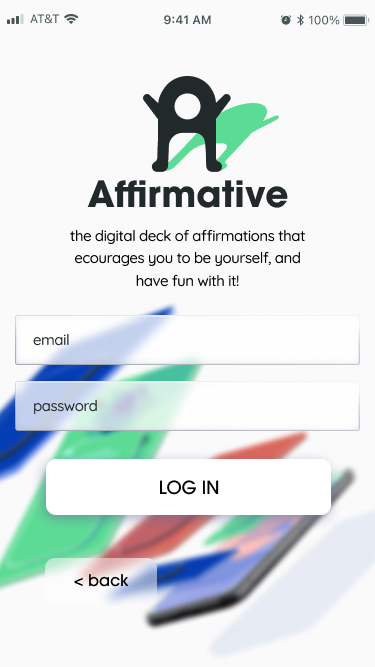 AT&T 9:41 AM 100%
Affirmative
the digital deck of affirmations that
ecourages you to be yourself, and
have fun with it!
email
password
LOG IN
< back